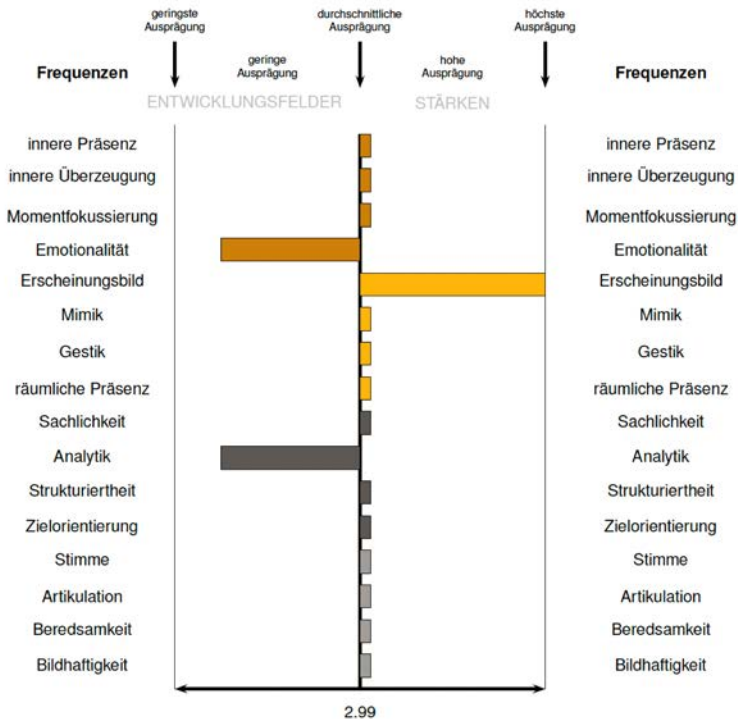 geringste
Ausprägung
durchschnittliche
Ausprägung
höchste
Ausprägung
Frequenzen
geringe
Ausprägung
hohe
Ausprägung
Frequenzen
ENTWICKLUNGSFELDER
STÄRKEN
innere Präsenz
innere Präsenz
innere Überzeugung
innere Überzeugung
Momentfokussierung
Momentfokussierung
Emotionalität
Emotionalität
Erscheinungsbild
Erscheinungsbild
Mimik
Mimik
Gestik
Gestik
räumliche Präsenz
räumliche Präsenz
Sachlichkeit
Sachlichkeit
Analytik
Analytik
Strukturiertheit
Strukturiertheit
Zielorientierung
Zielorientierung
Stimme
Stimme
Artikulation
Artikulation
Beredsamkeit
Beredsamkeit
Bildhaftigkeit
Bildhaftigkeit
2.99